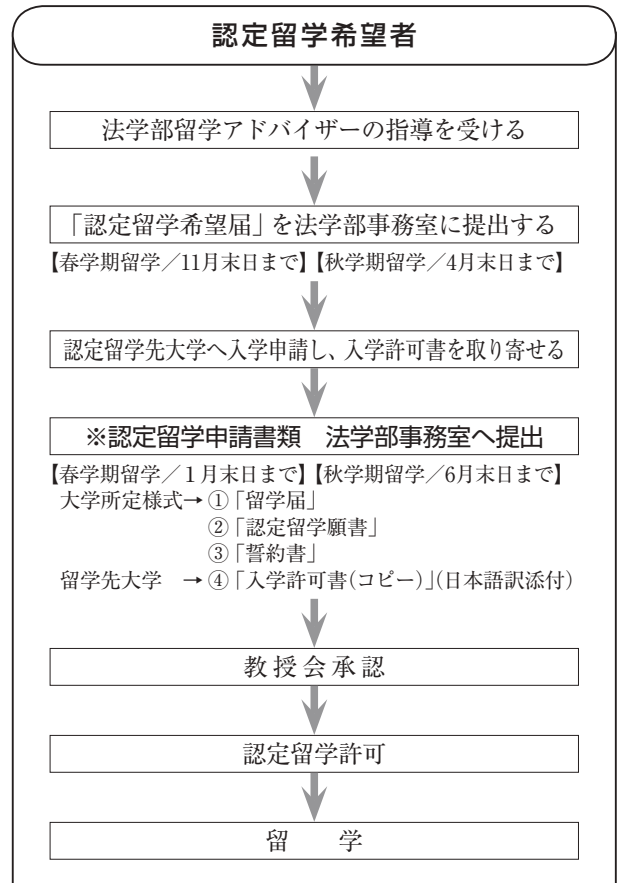 認定留学希望者
法学部留学アドバイザーの指導を受ける
「認定留学希望届」を法学部事務室に提出する
【春学期留学／11月末日まで】【秋学期留学／4月末日まで】
認定留学先大学へ入学申請し、入学許可書を取り寄せる
※認定留学申請書類　法学部事務室へ提出
【春学期留学／１月末日まで】【秋学期留学／6月末日まで】
大学所定様式→①「留学届」
②「認定留学願書」
③「誓約書」
留学先大学　→④「入学許可書(コピー)」(日本語訳添付)
教授会承認
認定留学許可
留　学